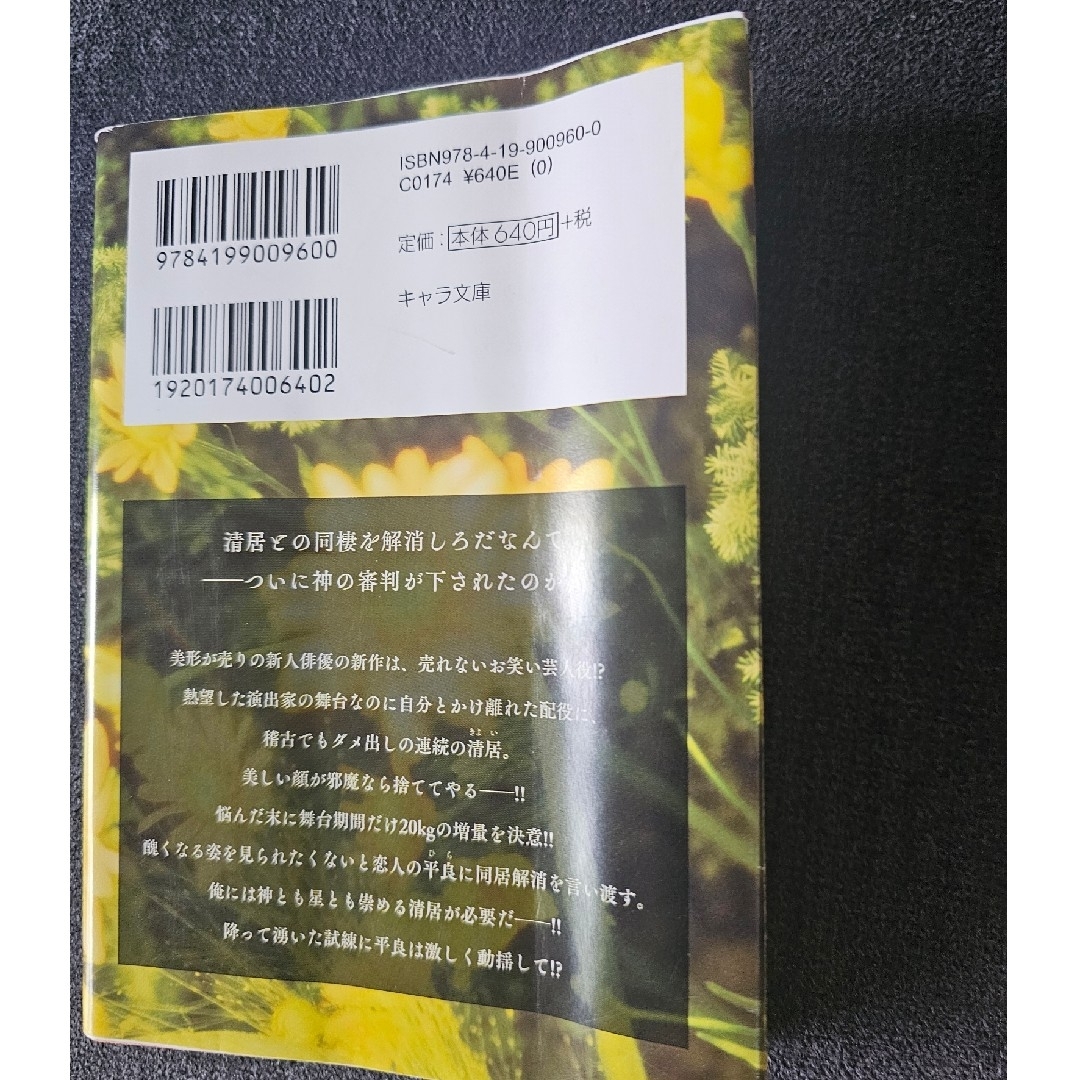 9784199009600
1920174006402
ISBN978-4-19-900960-0
C0174 ¥640E (0)
定価:本体640円+税
キャラ文庫
清居との同棲を解消しろだなんて
——ついに神の審判が下されたのか
美形が売りの新人俳優の新作は、売れないお笑い芸人役!?
熱望した演出家の舞台なのに自分とかけ離れた配役に、
稽古でもダメ出しの連続の清居。
きよい
美しい顔が邪魔なら捨ててやる——!!
悩んだ末に舞台期間だけ20kgの増量を決意!!
醜くなる姿を見られたくないと恋人の平良に同居解消を言い渡す。
ひら
俺には神とも星とも崇める清居が必要だ——!!
降って湧いた試練に平良は激しく動揺して!?